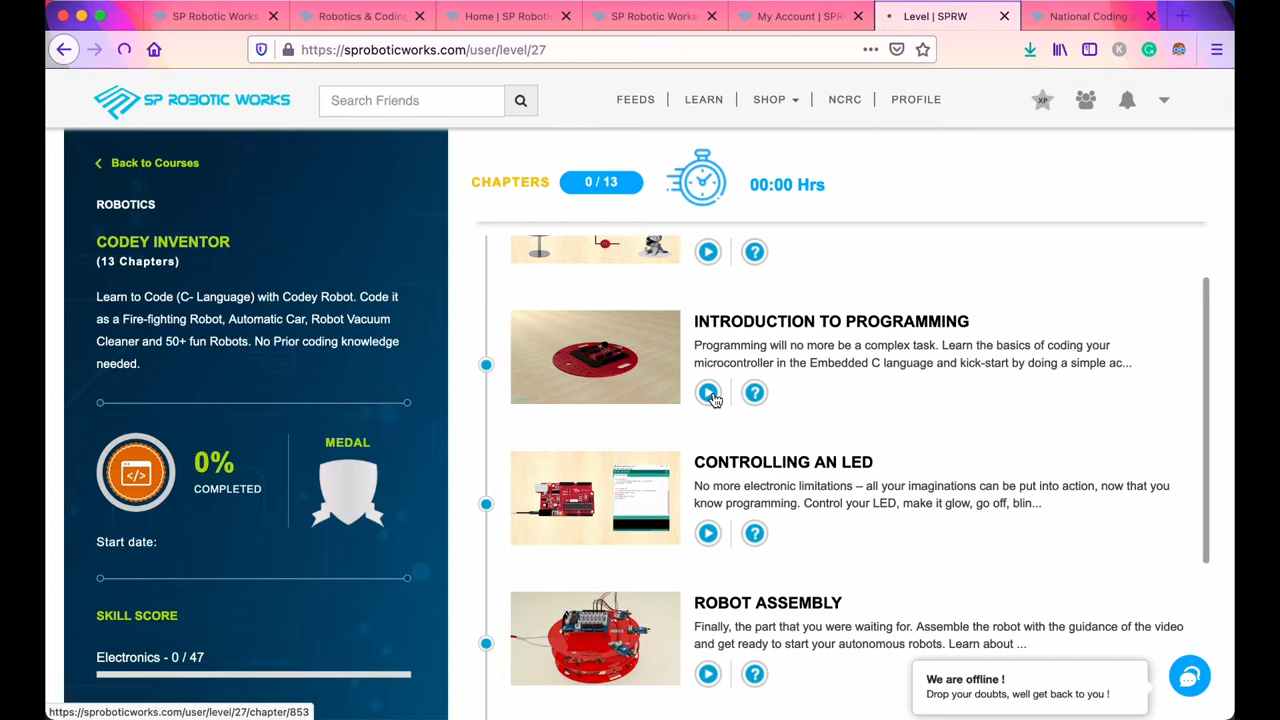 SP Robotic Works
Robotics & Coding
Home | SP Roboti
SP Robotic Works
My Account | SPR
Level | SPRW
National Coding
https://sproboticworks.com/user/level/27
SP ROBOTIC WORKS
Search Friends
FEEDS
LEARN
SHOP
NCRC
PROFILE
XP
Back to Courses
CHAPTERS
0 / 13
00:00 Hrs
ROBOTICS
CODEY INVENTOR
(13 Chapters)
Learn to Code (C- Language) with Codey Robot. Code it
as a Fire-fighting Robot, Automatic Car, Robot Vacuum
Cleaner and 50+ fun Robots. No Prior coding knowledge
needed.
0%
COMPLETED
MEDAL
Start date:
SKILL SCORE
Electronics - 0 / 47
INTRODUCTION TO PROGRAMMING
Programming will no more be a complex task. Learn the basics of coding your
microcontroller in the Embedded C language and kick-start by doing a simple ac...
CONTROLLING AN LED
No more electronic limitations – all your imaginations can be put into action, now that you
know programming. Control your LED, make it glow, go off, blin...
ROBOT ASSEMBLY
Finally, the part that you were waiting for. Assemble the robot with the guidance of the video
and get ready to start your autonomous robots. Learn about ...
We are offline !
Drop your doubts, well get back to you !
https://sproboticworks.com/user/level/27/chapter/853